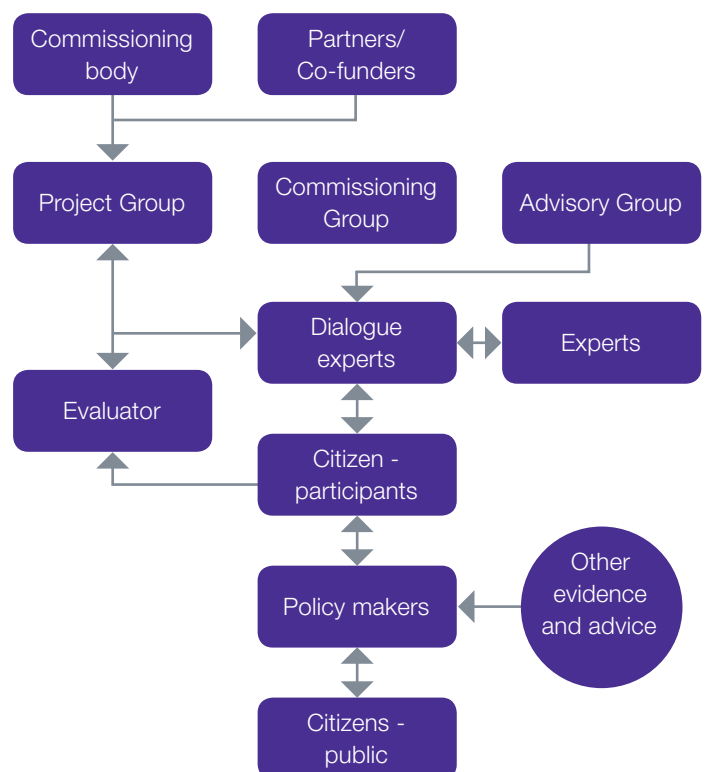 Commissioning
body
Partners/
Co-funders
Project Group
Commissioning
Group
Advisory Group
Dialogue
experts
Experts
Evaluator
Citizen -
participants
Policy makers
Other
evidence
and advice
Citizens -
public